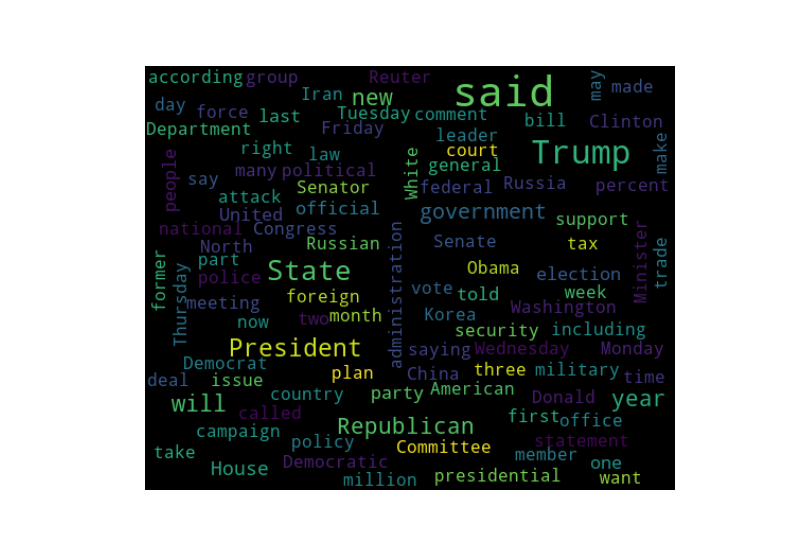 according group Reuter said may made
day force last Iran new Tuesday comment bill Clinton
Department Friday leader
right law court Trump make
people many political White general
say Senator federal Russia percent
attack official government support
United
national Congress
North Russian administration Senate tax Minister trade
former part State Obama
Thursday police foreign vote told election week
meeting two month Korea Washington
now security including
President saying Wednesday Monday
Democrat plan China three military time
deal issue country party American Donald year
will called first office
campaign Republican statement
policy Committee member
take House Democratic one
million presidential want